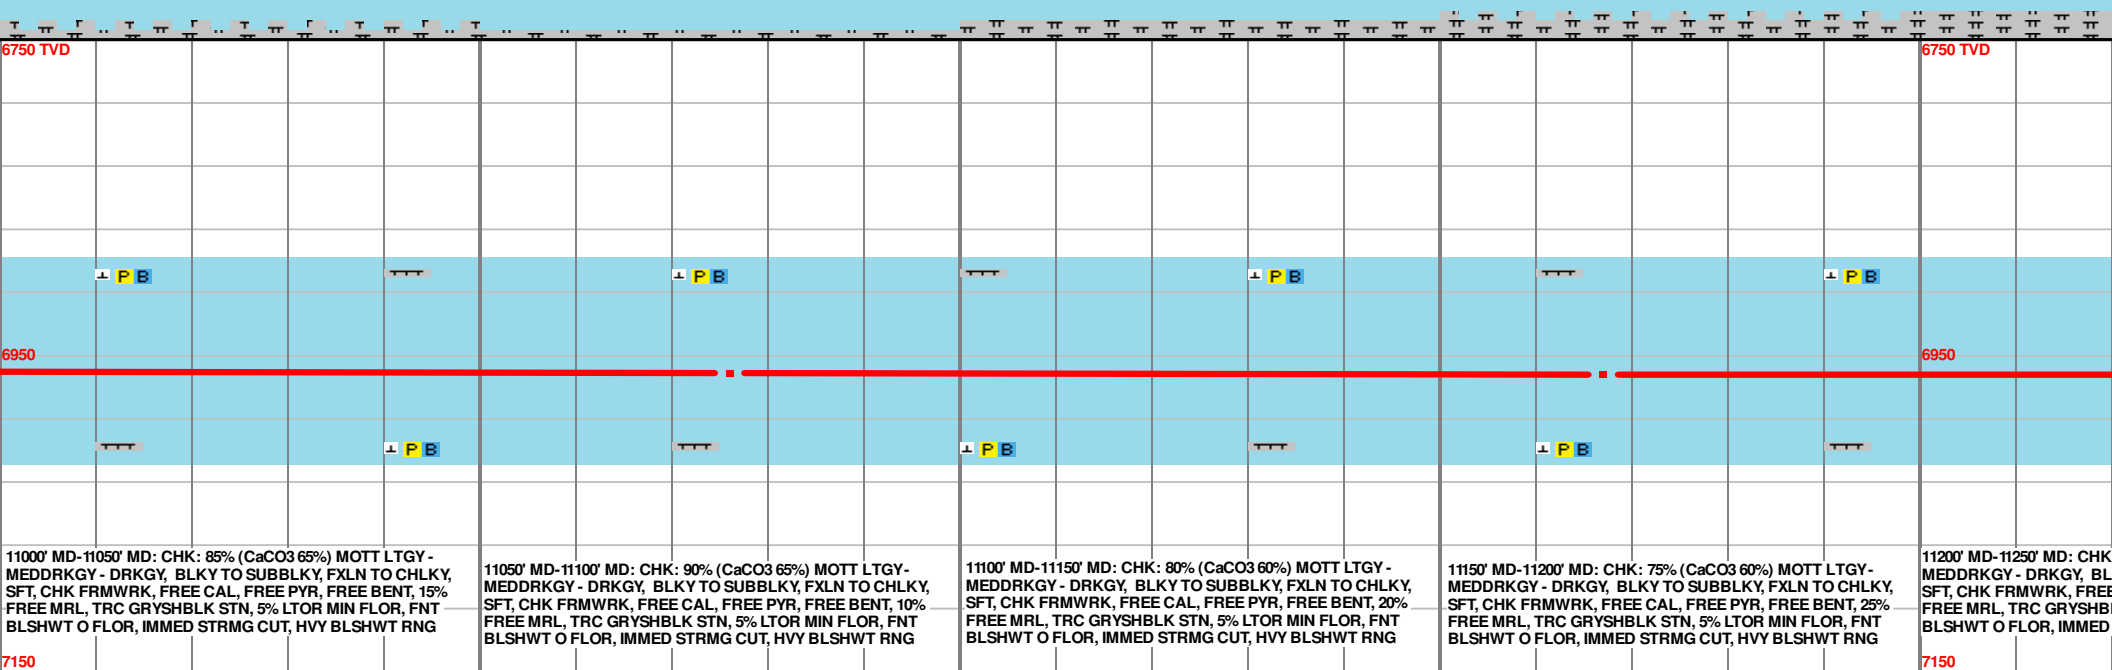 6750 TVD
6750 TVD
P B
P B
P B
P B
6950
6950
P B
P B
P B
11000' MD-11050' MD: CHK: 85% (CaCO3 65%) MOTT LTGY -
MEDDRKGY - DRKGY, BLKY TO SUBBLKY, FXLN TO CHLKY,
SFT, CHK FRMWRK, FREE CAL, FREE PYR, FREE BENT, 15%
FREE MRL, TRC GRYSHBLK STN, 5% LTOR MIN FLOR, FNT
BLSHWT O FLOR, IMMED STRMG CUT, HVY BLSHWT RNG
11050' MD-11100' MD: CHK: 90% (CaCO3 65%) MOTT LTGY -
MEDDRKGY - DRKGY, BLKY TO SUBBLKY, FXLN TO CHLKY,
SFT, CHK FRMWRK, FREE CAL, FREE PYR, FREE BENT, 10%
FREE MRL, TRC GRYSHBLK STN, 5% LTOR MIN FLOR, FNT
BLSHWT O FLOR, IMMED STRMG CUT, HVY BLSHWT RNG
11100' MD-11150' MD: CHK: 80% (CaCO3 60%) MOTT LTGY -
MEDDRKGY - DRKGY, BLKY TO SUBBLKY, FXLN TO CHLKY,
SFT, CHK FRMWRK, FREE CAL, FREE PYR, FREE BENT, 20%
FREE MRL, TRC GRYSHBLK STN, 5% LTOR MIN FLOR, FNT
BLSHWT O FLOR, IMMED STRMG CUT, HVY BLSHWT RNG
11150' MD-11200' MD: CHK: 75% (CaCO3 60%) MOTT LTGY -
MEDDRKGY - DRKGY, BLKY TO SUBBLKY, FXLN TO CHLKY,
SFT, CHK FRMWRK, FREE CAL, FREE PYR, FREE BENT, 25%
FREE MRL, TRC GRYSHBLK STN, 5% LTOR MIN FLOR, FNT
BLSHWT O FLOR, IMMED STRMG CUT, HVY BLSHWT RNG
11200' MD-11250' MD: CHK
MEDDRKGY - DRKGY, BL
SFT, CHK FRMWRK, FREE
FREE MRL, TRC GRYSHB
BLSHWT O FLOR, IMMED
7150
7150